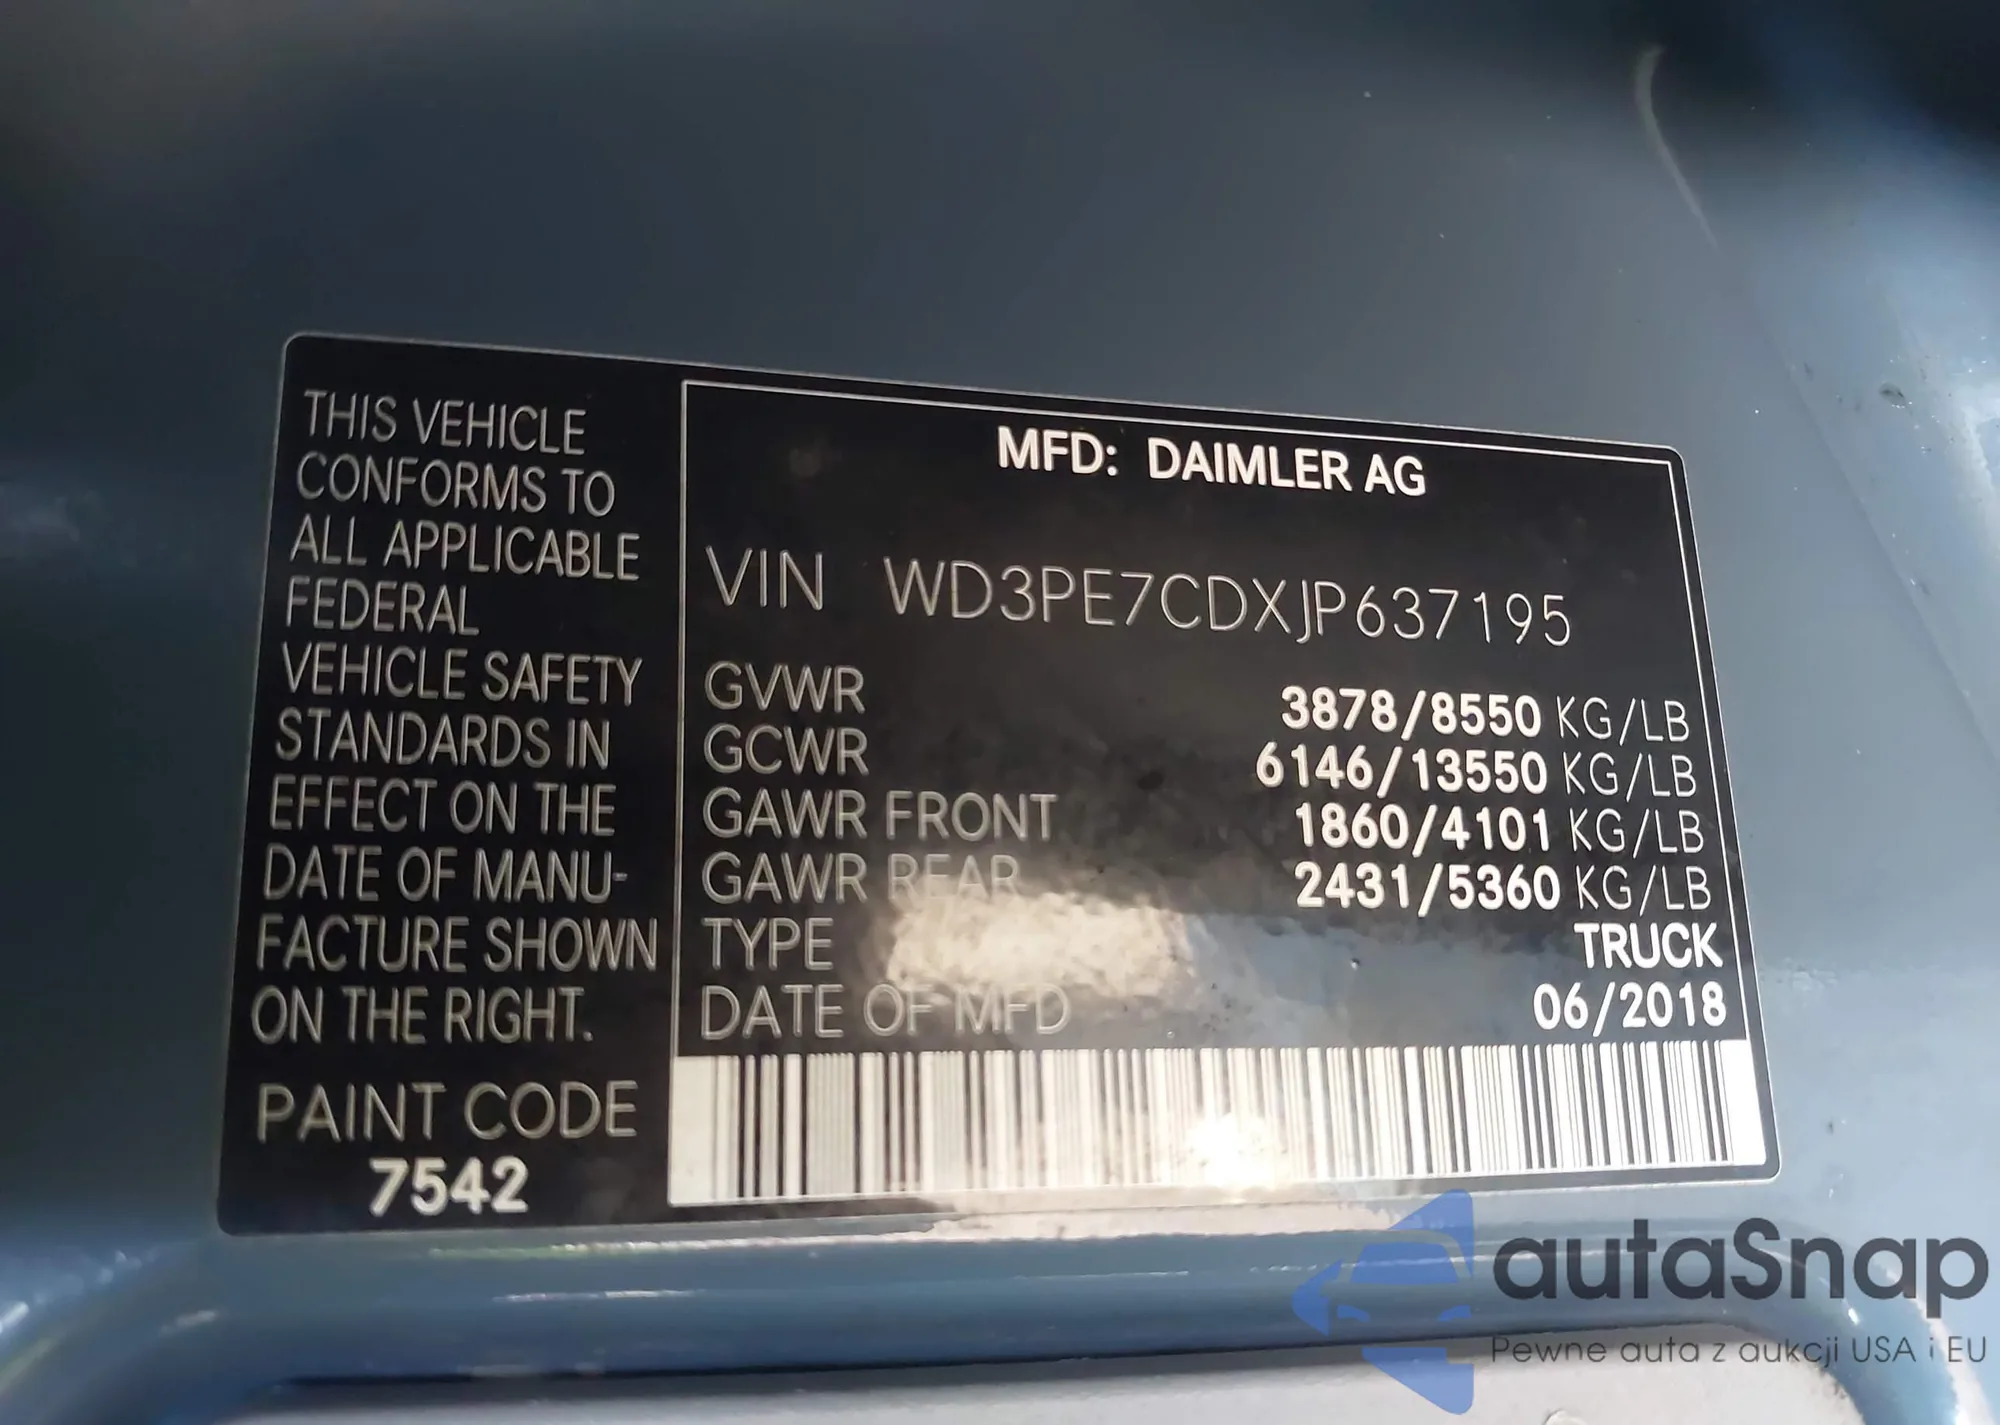 THIS VEHICLE
CONFORMS TO
ALL APPLICABLE
FEDERAL
VEHICLE SAFETY
STANDARDS IN
EFFECT ON THE
DATE OF MANU-
FACTURE SHOWN
ON THE RIGHT.
PAINT CODE
7542
MFD: DAIMLER AG
VIN WD3PE7CDXJP637195
GVWR 3878/8550 KG/LB
GCWR 6146/13550 KG/LB
GAWR FRONT 1860/4101 KG/LB
GAWR REAR 2431/5360 KG/LB
TYPE TRUCK
DATE OF MFD 06/2018
autaSnap
Pewne auta z aukcji USA i EU